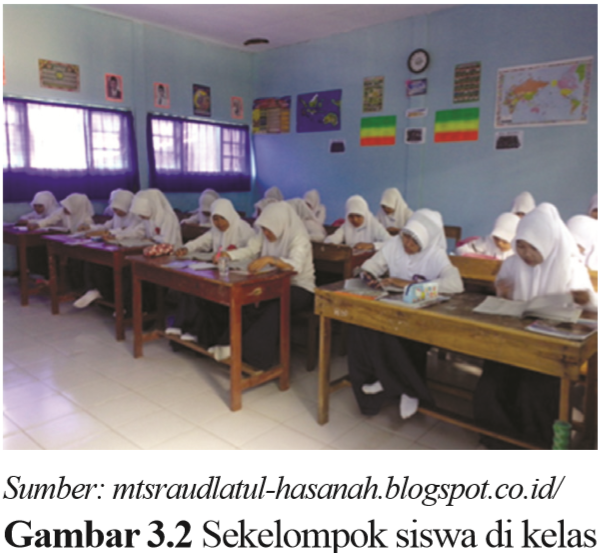 Sumber: mtsraudlatul-hasanah.blogspot.co.id/
Gambar 3.2 Sekelompok siswa di kelas